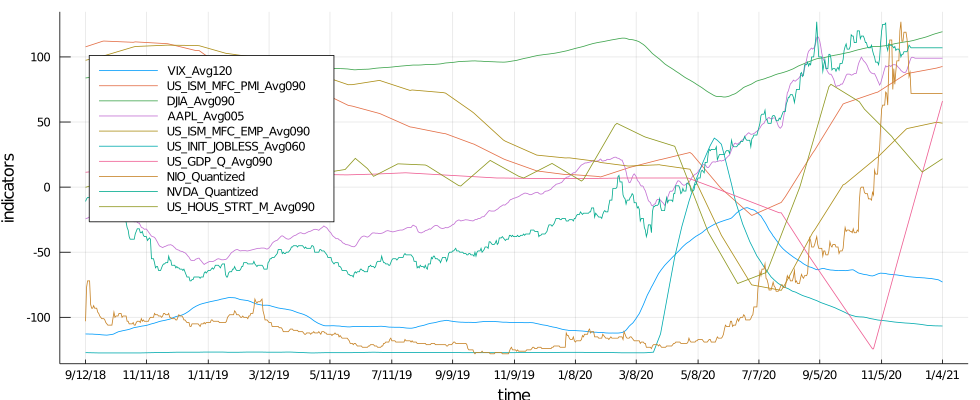 100
50
0
-50
-100
indicators
VIX_Avg120
US_ISM_MFC_PMI_Avg090
DJIA_Avg090
AAPL_Avg005
US_ISM_MFC_EMP_Avg090
US_INIT_JOBLESS_Avg060
US_GDP_Q_Avg090
NIO_Quantized
NVDA_Quantized
US_HOUS_STRT_M_Avg090
9/12/18 11/11/18 1/11/19 3/12/19 5/11/19 7/11/19 9/9/19 11/9/19 1/8/20 3/8/20 5/8/20 7/7/20 9/5/20 11/5/20 1/4/21
time